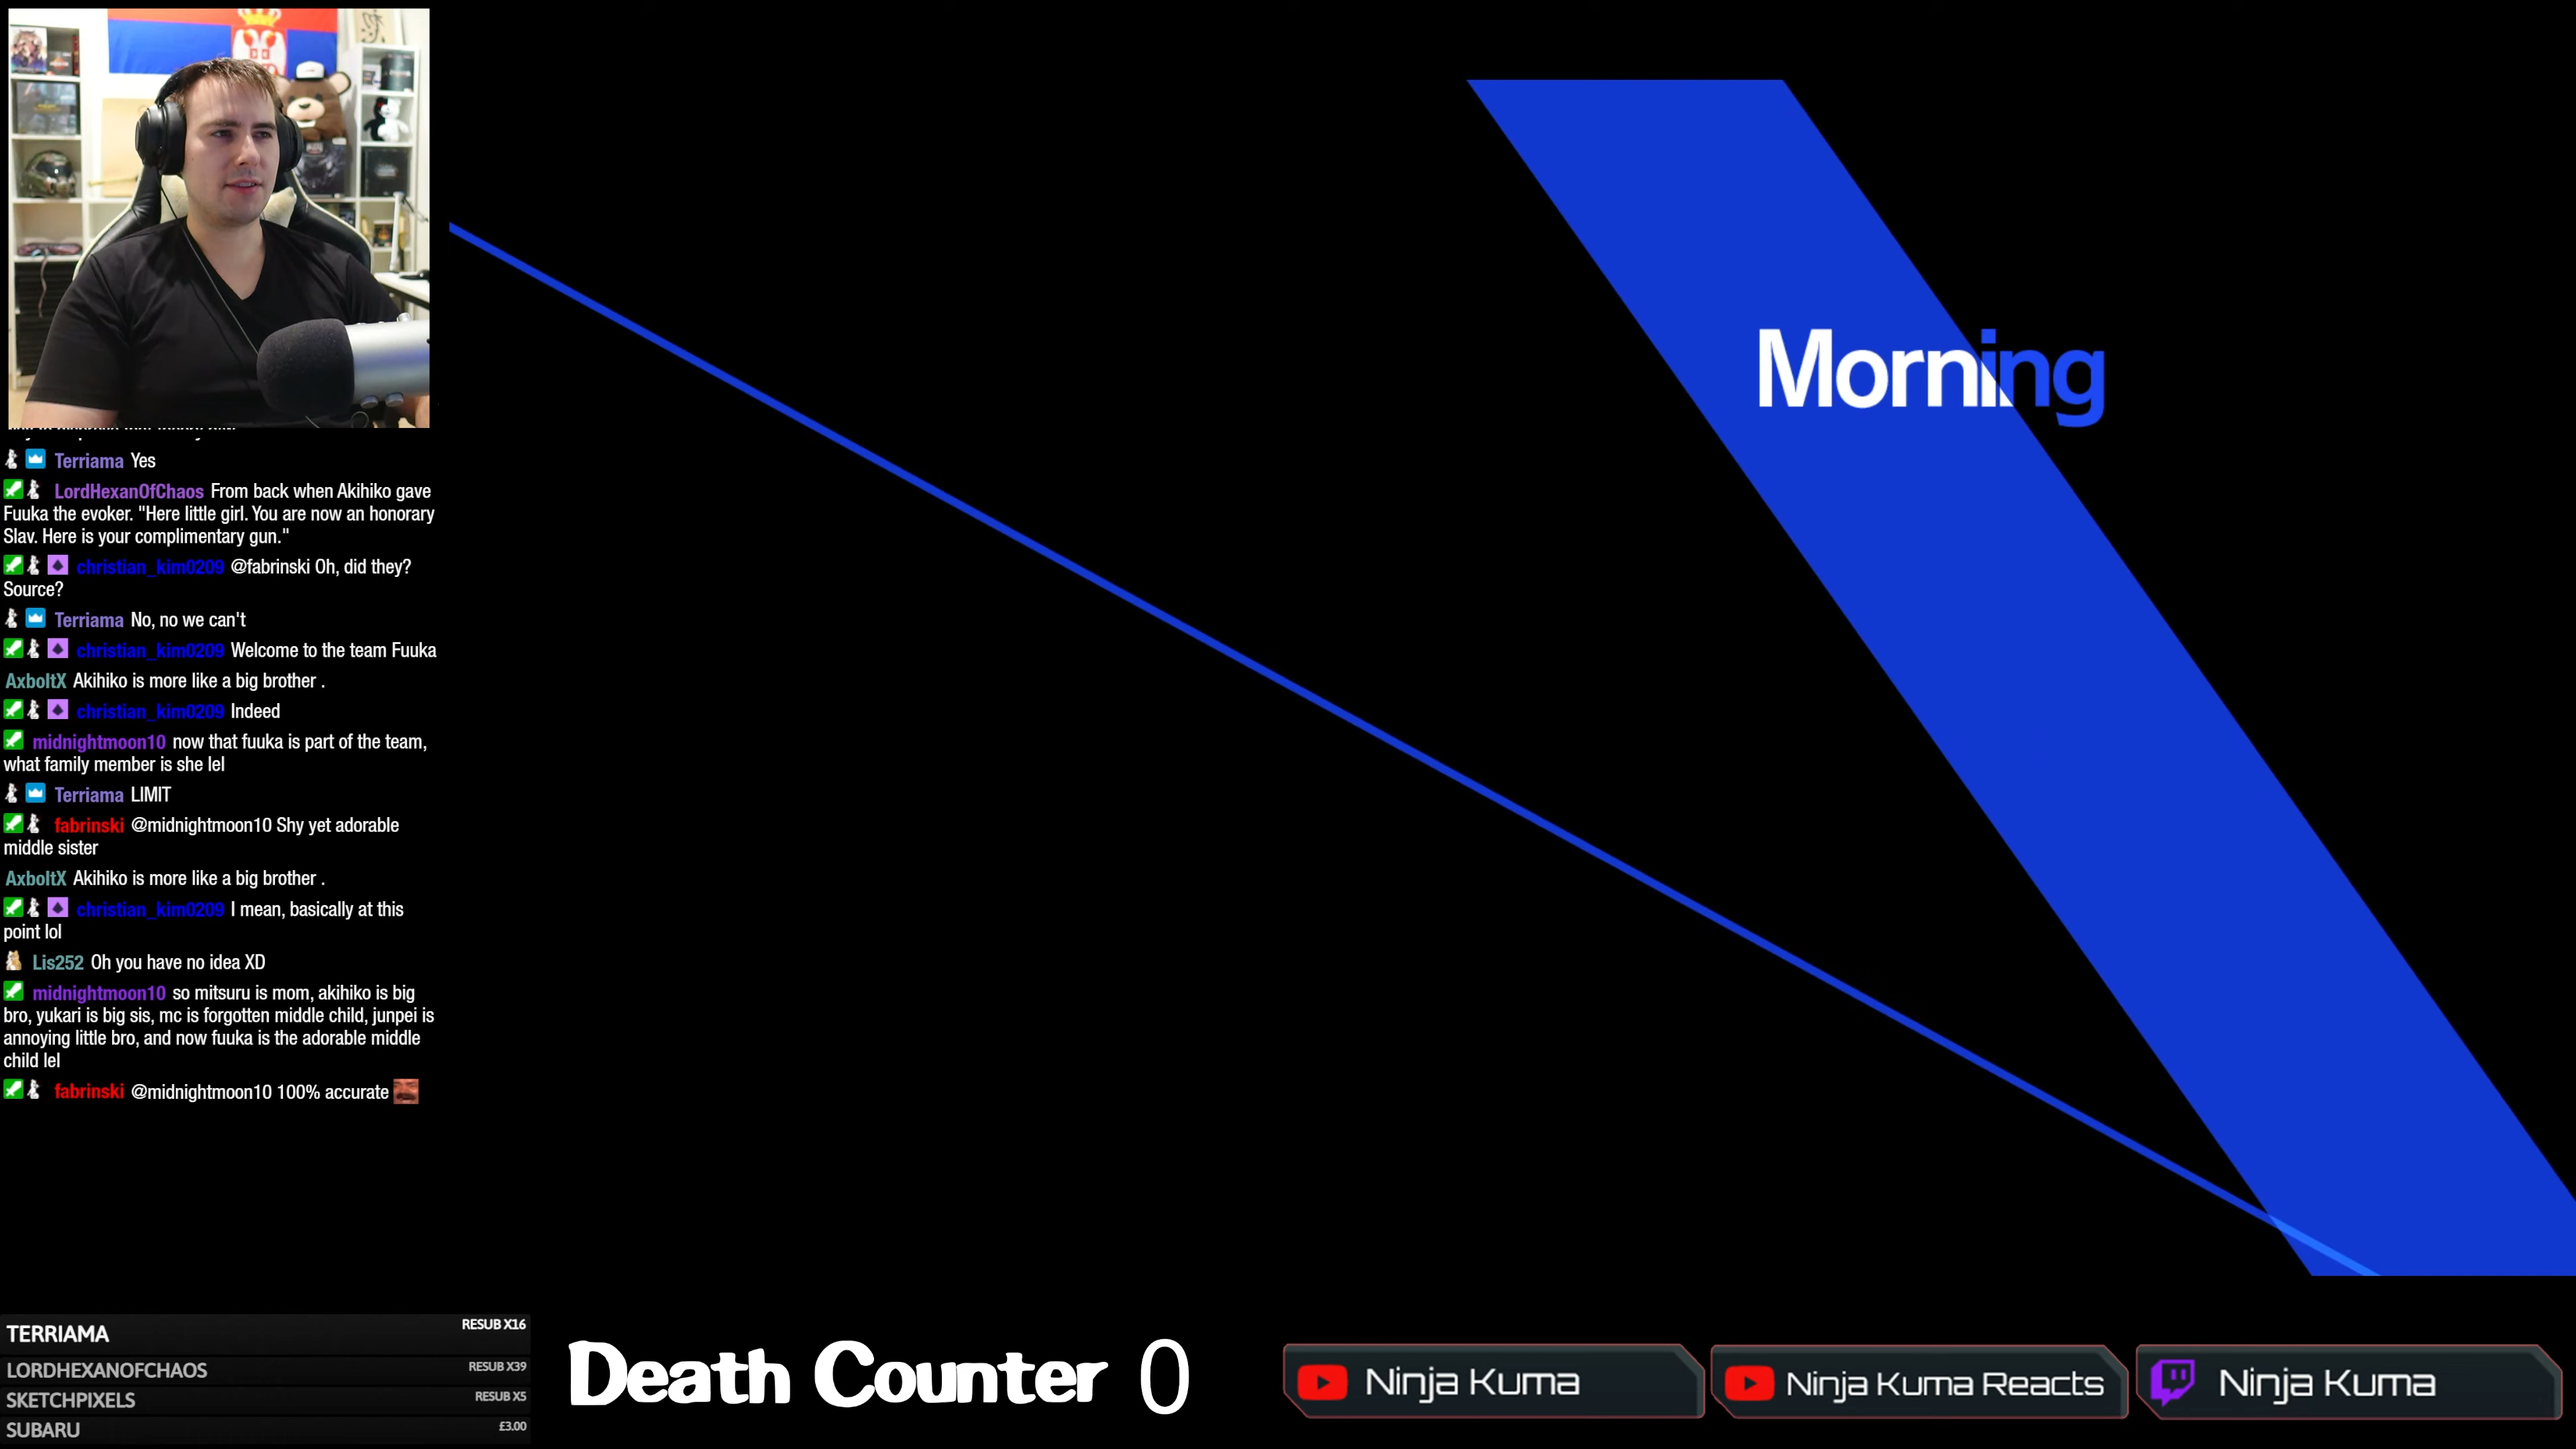 Terriama Yes
LordHexanOfChaos From back when Akihiko gave
Fuuka the evoker. "Here little girl. You are now an honorary
Slav. Here is your complimentary gun."
christian_kim0209 @fabrinski Oh, did they?
Source?
Terriama No, no we can't
christian_kim0209 Welcome to the team Fuuka
AxboltX Akihiko is more like a big brother .
christian_kim0209 Indeed
midnightmoon10 now that fuuka is part of the team,
what family member is she lel
Terriama LIMIT
fabrinski @midnightmoon10 Shy yet adorable
middle sister
AxboltX Akihiko is more like a big brother .
christian_kim0209 I mean, basically at this
point lol
Lis252 Oh you have no idea XD
midnightmoon10 so mitsuru is mom, akihiko is big
bro, yukari is big sis, mc is forgotten middle child, junpei is
annoying little bro, and now fuuka is the adorable middle
child lel
fabrinski @midnightmoon10 100% accurate
Morning
TERRIAMA RESUB X16
LORDHEXANOFCHAOS RESUB X39
SKETCHPIXELS RESUB X5
SUBARU £3.00
Death Counter 0
Ninja Kuma
Ninja Kuma Reacts
Ninja Kuma